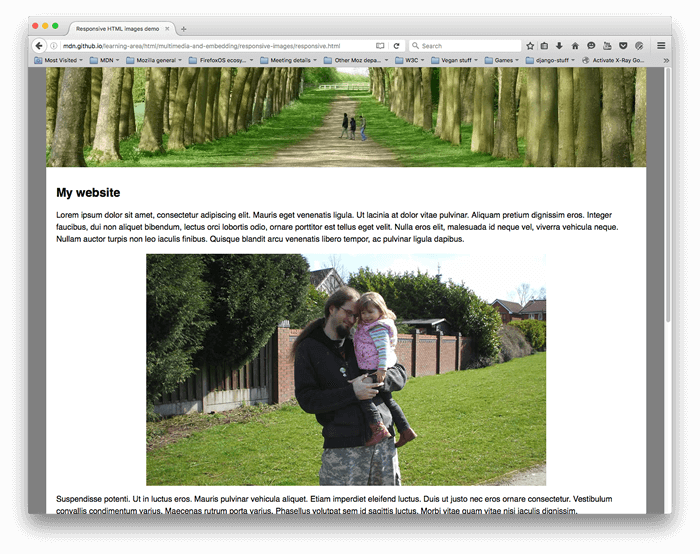 Responsive HTML images demo
mdn.github.io/learning-area/html/multimedia-and-embedding/responsive-images/responsive.html
Search
Most Visited MDN Mozilla general FirefoxOS ecosy... Meeting details Other Moz depa... W3C Vegan stuff Games django-stuff Activate X-Ray Go...
My website
Lorem ipsum dolor sit amet, consectetur adipiscing elit. Mauris eget venenatis ligula. Ut lacinia at dolor vitae pulvinar. Aliquam pretium dignissim eros. Integer
faucibus, dui non aliquet bibendum, lectus orci lobortis odio, ornare porttitor est tellus eget velit. Nulla eros elit, malesuada id neque vel, viverra vehicula neque.
Nullam auctor turpis non leo iaculis finibus. Quisque blandit arcu venenatis libero tempor, ac pulvinar ligula dapibus.
Suspendisse potenti. Ut in luctus eros. Mauris pulvinar vehicula aliquet. Etiam imperdiet eleifend luctus. Duis ut justo nec eros ornare consectetur. Vestibulum
convallis condimentum varius. Maecenas rutrum porta varius. Phasellus volutpat sem id sagittis luctus. Morbi vitae quam vitae nisi iaculis dignissim.